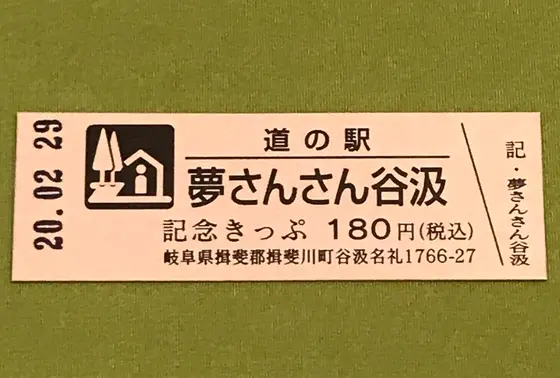 20.02 29
道の駅
夢さんさん谷汲
記念きっぷ 180円(税込)
岐阜県揖斐郡揖斐川町谷汲名礼1766-27
記・夢さんさん谷汲